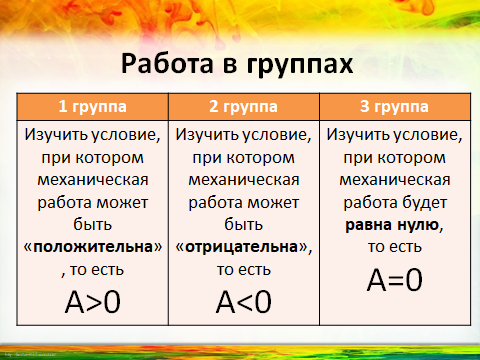 Работа в группах
1 группа
Изучить условие,
при котором
механическая
работа может
быть
«положительна»
, то есть
А>0
2 группа
Изучить условие,
при котором
механическая
работа может
быть
«отрицательна»,
то есть
А<0
3 группа
Изучить условие,
при котором
механическая
работа будет
равна нулю,
то есть
А=0